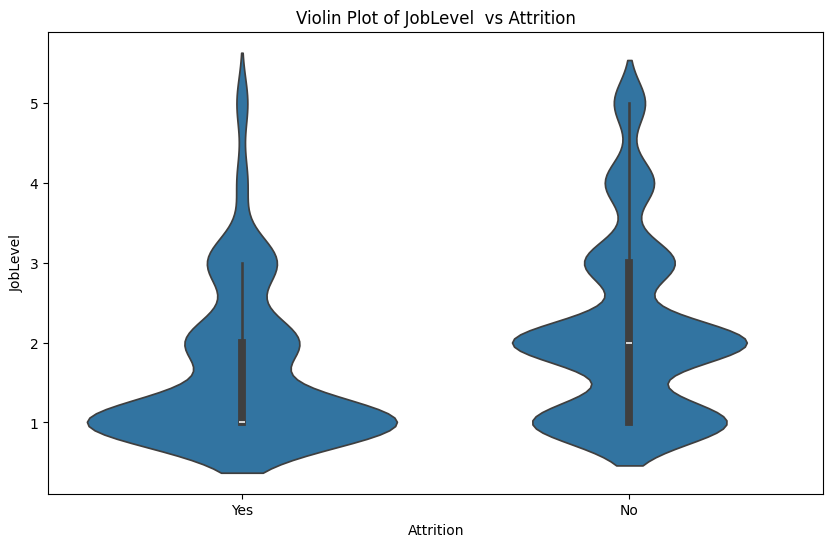 Violin Plot of JobLevel  vs Attrition
JobLevel
5
4
3
2
1
Yes
No
Attrition